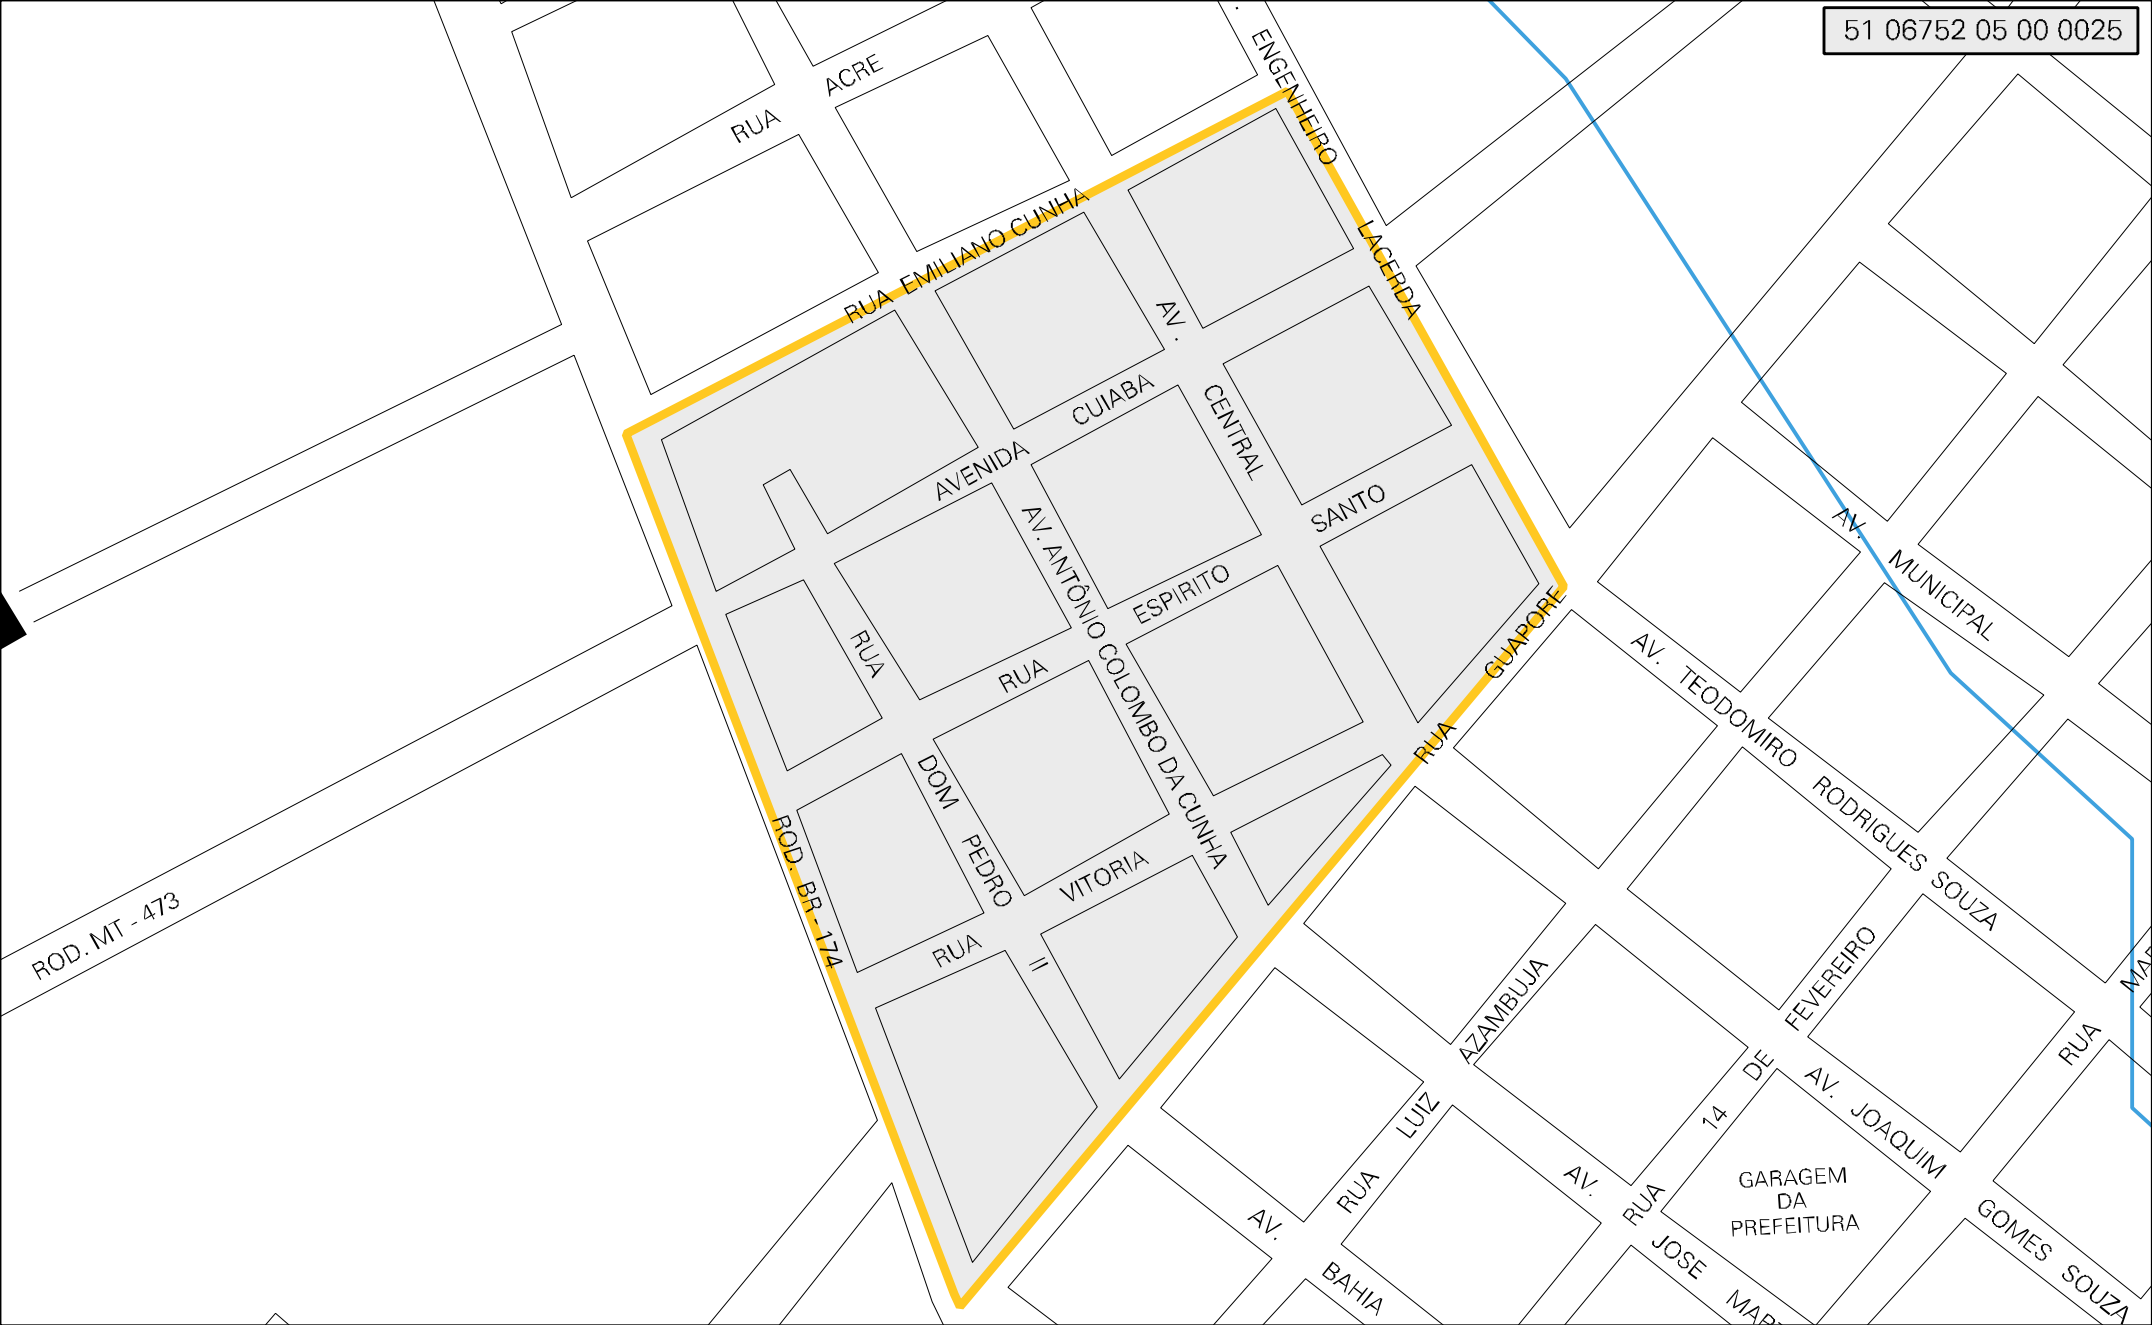 51 06752 05 00 0025
RUA ACRE
ENGENHEIRO LACERDA
RUA EMILIANO CUNHA
AV. CENTRAL
AVENIDA CUIABA
RUA ESPIRITO SANTO
AV. ANTÔNIO COLOMBO DA CUNHA
RUA DOM PEDRO II
RUA VITORIA
RUA GUAPORE
ROD. BR - 174
ROD. MT - 473
AV. MUNICIPAL
AV. TEODOMIRO RODRIGUES SOUZA
RUA LUIZ AZAMBUJA
RUA 14 DE FEVEREIRO
AV. JOAQUIM GOMES SOUZA
RUA
AV. JOSE
AV. BAHIA
GARAGEM
DA
PREFEITURA